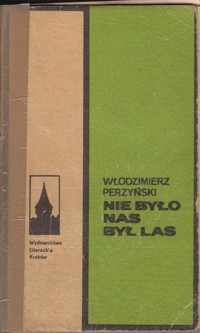 WŁODZIMIERZ
PERZYŃSKI
NIE BYŁO
NAS
BYŁ LAS
Wydawnictwo
Literackie
Kraków